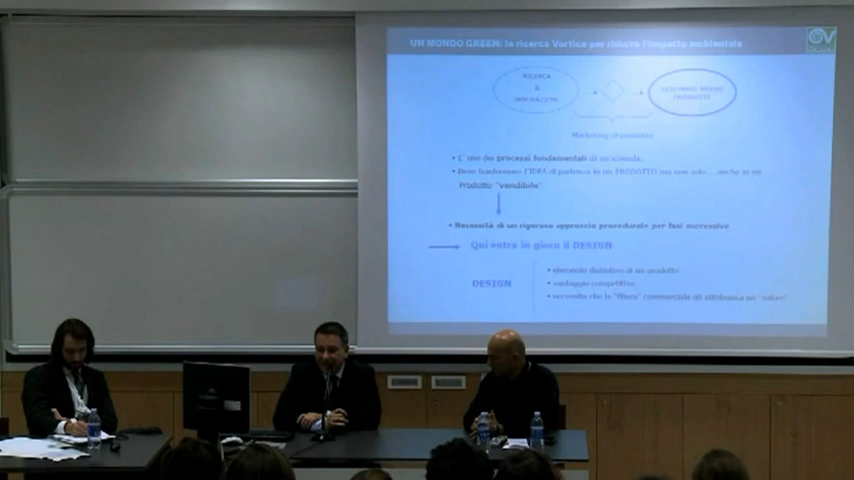 UN MONDO GREEN: la ricerca Vortice per ridurre l'impatto ambientale
RICERCA
&
INNOVAZIONE
SVILUPPO NUOVI
PRODOTTI
Marketing di prodotto
• L' uno dei processi fondamentali di un'azienda.
• Deve trasformare l'IDEA di partenza in un PRODOTTO ma non solo... anche in un
Prodotto "vendibile"
• Necessità di un rigoroso approccio procedurale per fasi successive
Qui entra in gioco il DESIGN
DESIGN
• elemento distintivo di un prodotto
• vantaggio competitivo
• necessita che la "filiera" commerciale gli attribuisca un "valore"